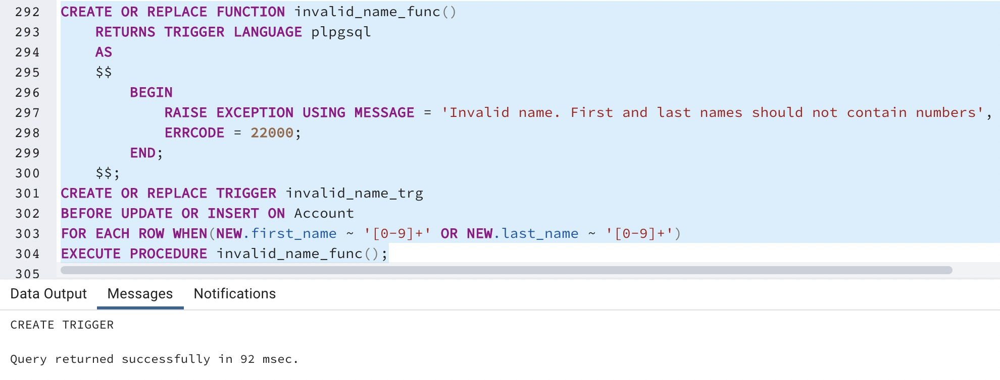 292 CREATE OR REPLACE FUNCTION invalid_name_func()
293     RETURNS TRIGGER LANGUAGE plpgsql
294     AS
295     $$
296         BEGIN
297             RAISE EXCEPTION USING MESSAGE = 'Invalid name. First and last names should not contain numbers',
298             ERRCODE = 22000;
299         END;
300     $$;
301 CREATE OR REPLACE TRIGGER invalid_name_trg
302 BEFORE UPDATE OR INSERT ON Account
303 FOR EACH ROW WHEN(NEW.first_name ~ '[0-9]+' OR NEW.last_name ~ '[0-9]+')
304 EXECUTE PROCEDURE invalid_name_func();
305
Data Output Messages Notifications
CREATE TRIGGER
Query returned successfully in 92 msec.